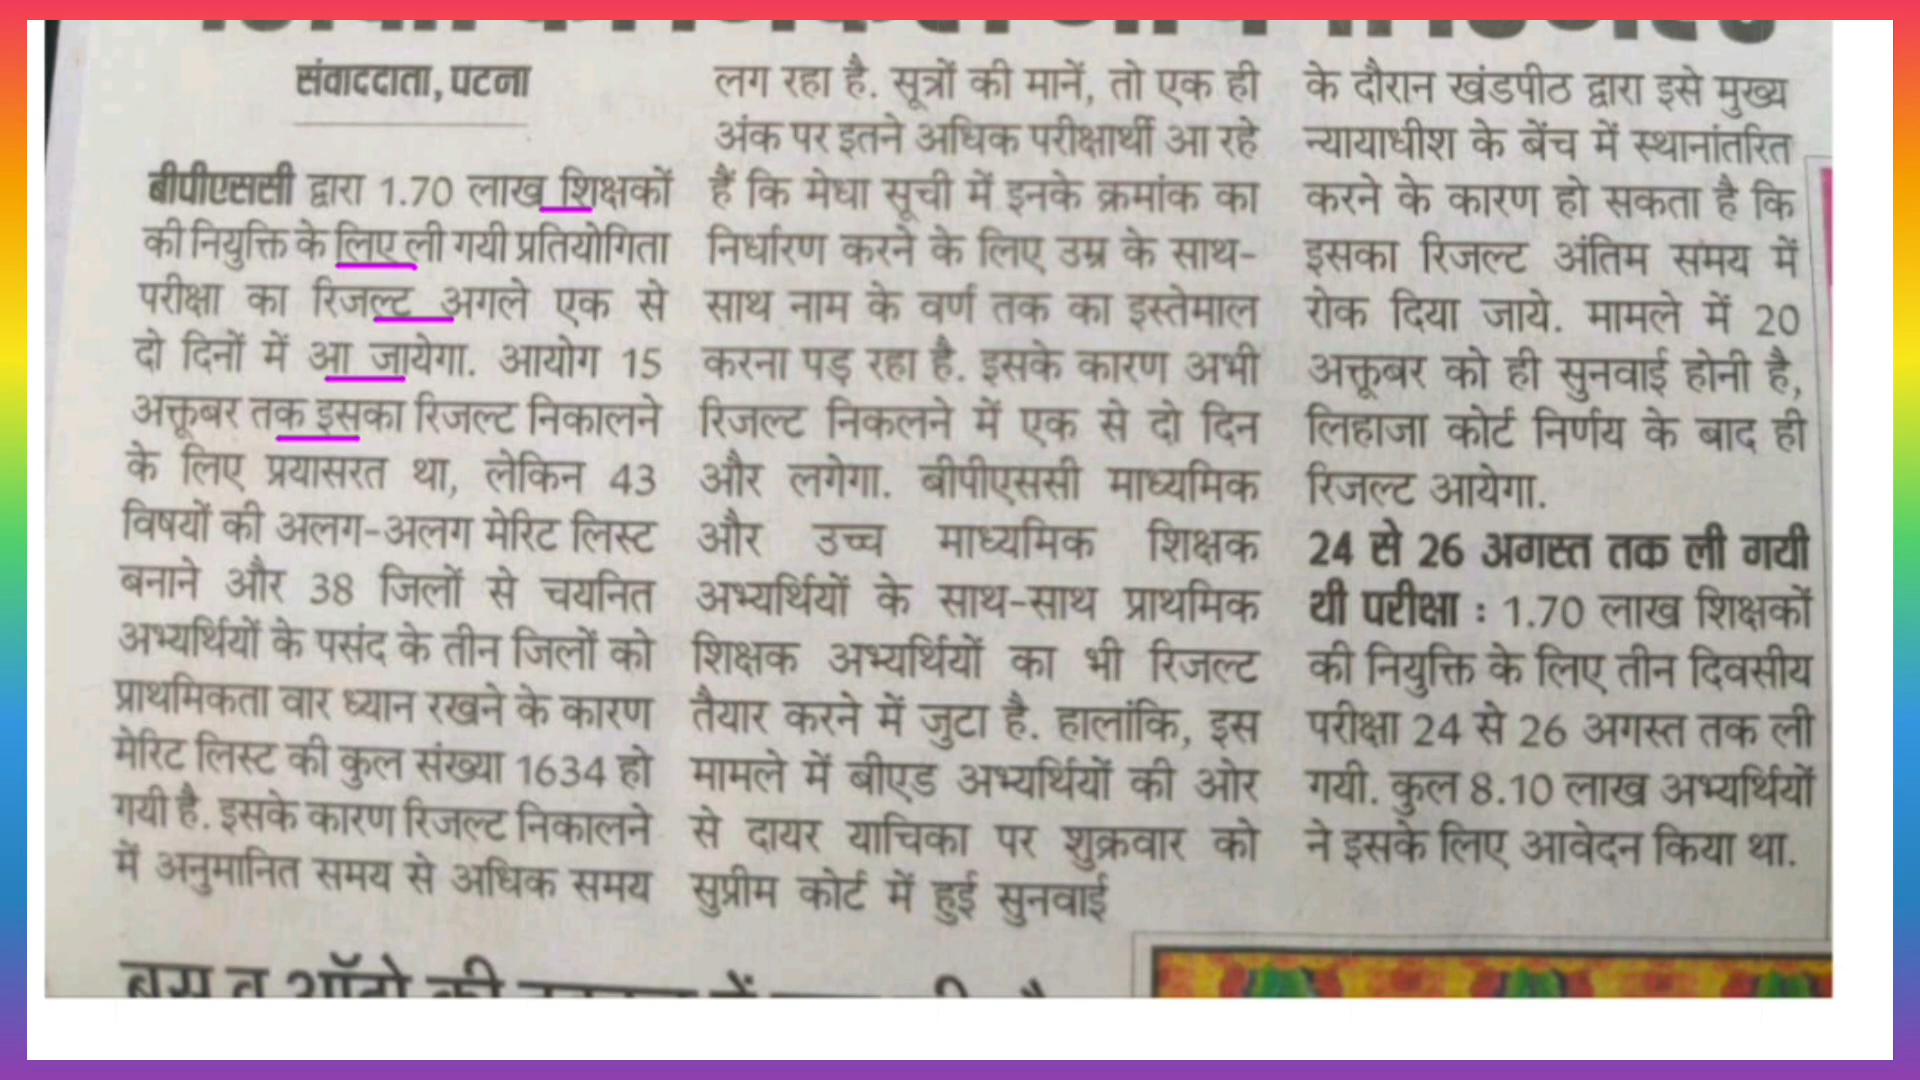 संवाददाता, पटना
बीपीएससी द्वारा 1.70 लाख शिक्षकों
की नियुक्ति के लिए ली गयी प्रतियोगिता
परीक्षा का रिजल्ट अगले एक से
दो दिनों में आ जायेगा. आयोग 15
अक्तूबर तक इसका रिजल्ट निकालने
के लिए प्रयासरत था, लेकिन 43
विषयों की अलग-अलग मेरिट लिस्ट
बनाने और 38 जिलों से चयनित
अभ्यर्थियों के पसंद के तीन जिलों को
प्राथमिकता वार ध्यान रखने के कारण
मेरिट लिस्ट की कुल संख्या 1634 हो
गयी है. इसके कारण रिजल्ट निकालने
में अनुमानित समय से अधिक समय
लग रहा है. सूत्रों की मानें, तो एक ही
अंक पर इतने अधिक परीक्षार्थी आ रहे
हैं कि मेधा सूची में इनके क्रमांक का
निर्धारण करने के लिए उम्र के साथ-
साथ नाम के वर्ण तक का इस्तेमाल
करना पड़ रहा है. इसके कारण अभी
रिजल्ट निकलने में एक से दो दिन
और लगेगा. बीपीएससी माध्यमिक
और उच्च माध्यमिक शिक्षक
अभ्यर्थियों के साथ-साथ प्राथमिक
शिक्षक अभ्यर्थियों का भी रिजल्ट
तैयार करने में जुटा है. हालांकि, इस
मामले में बीएड अभ्यर्थियों की ओर
से दायर याचिका पर शुक्रवार को
सुप्रीम कोर्ट में हुई सुनवाई
के दौरान खंडपीठ द्वारा इसे मुख्य
न्यायाधीश के बेंच में स्थानांतरित
करने के कारण हो सकता है कि
इसका रिजल्ट अंतिम समय में
रोक दिया जाये. मामले में 20
अक्तूबर को ही सुनवाई होनी है,
लिहाजा कोर्ट निर्णय के बाद ही
रिजल्ट आयेगा.
24 से 26 अगस्त तक ली गयी
थी परीक्षा : 1.70 लाख शिक्षकों
की नियुक्ति के लिए तीन दिवसीय
परीक्षा 24 से 26 अगस्त तक ली
गयी. कुल 8.10 लाख अभ्यर्थियों
ने इसके लिए आवेदन किया था.